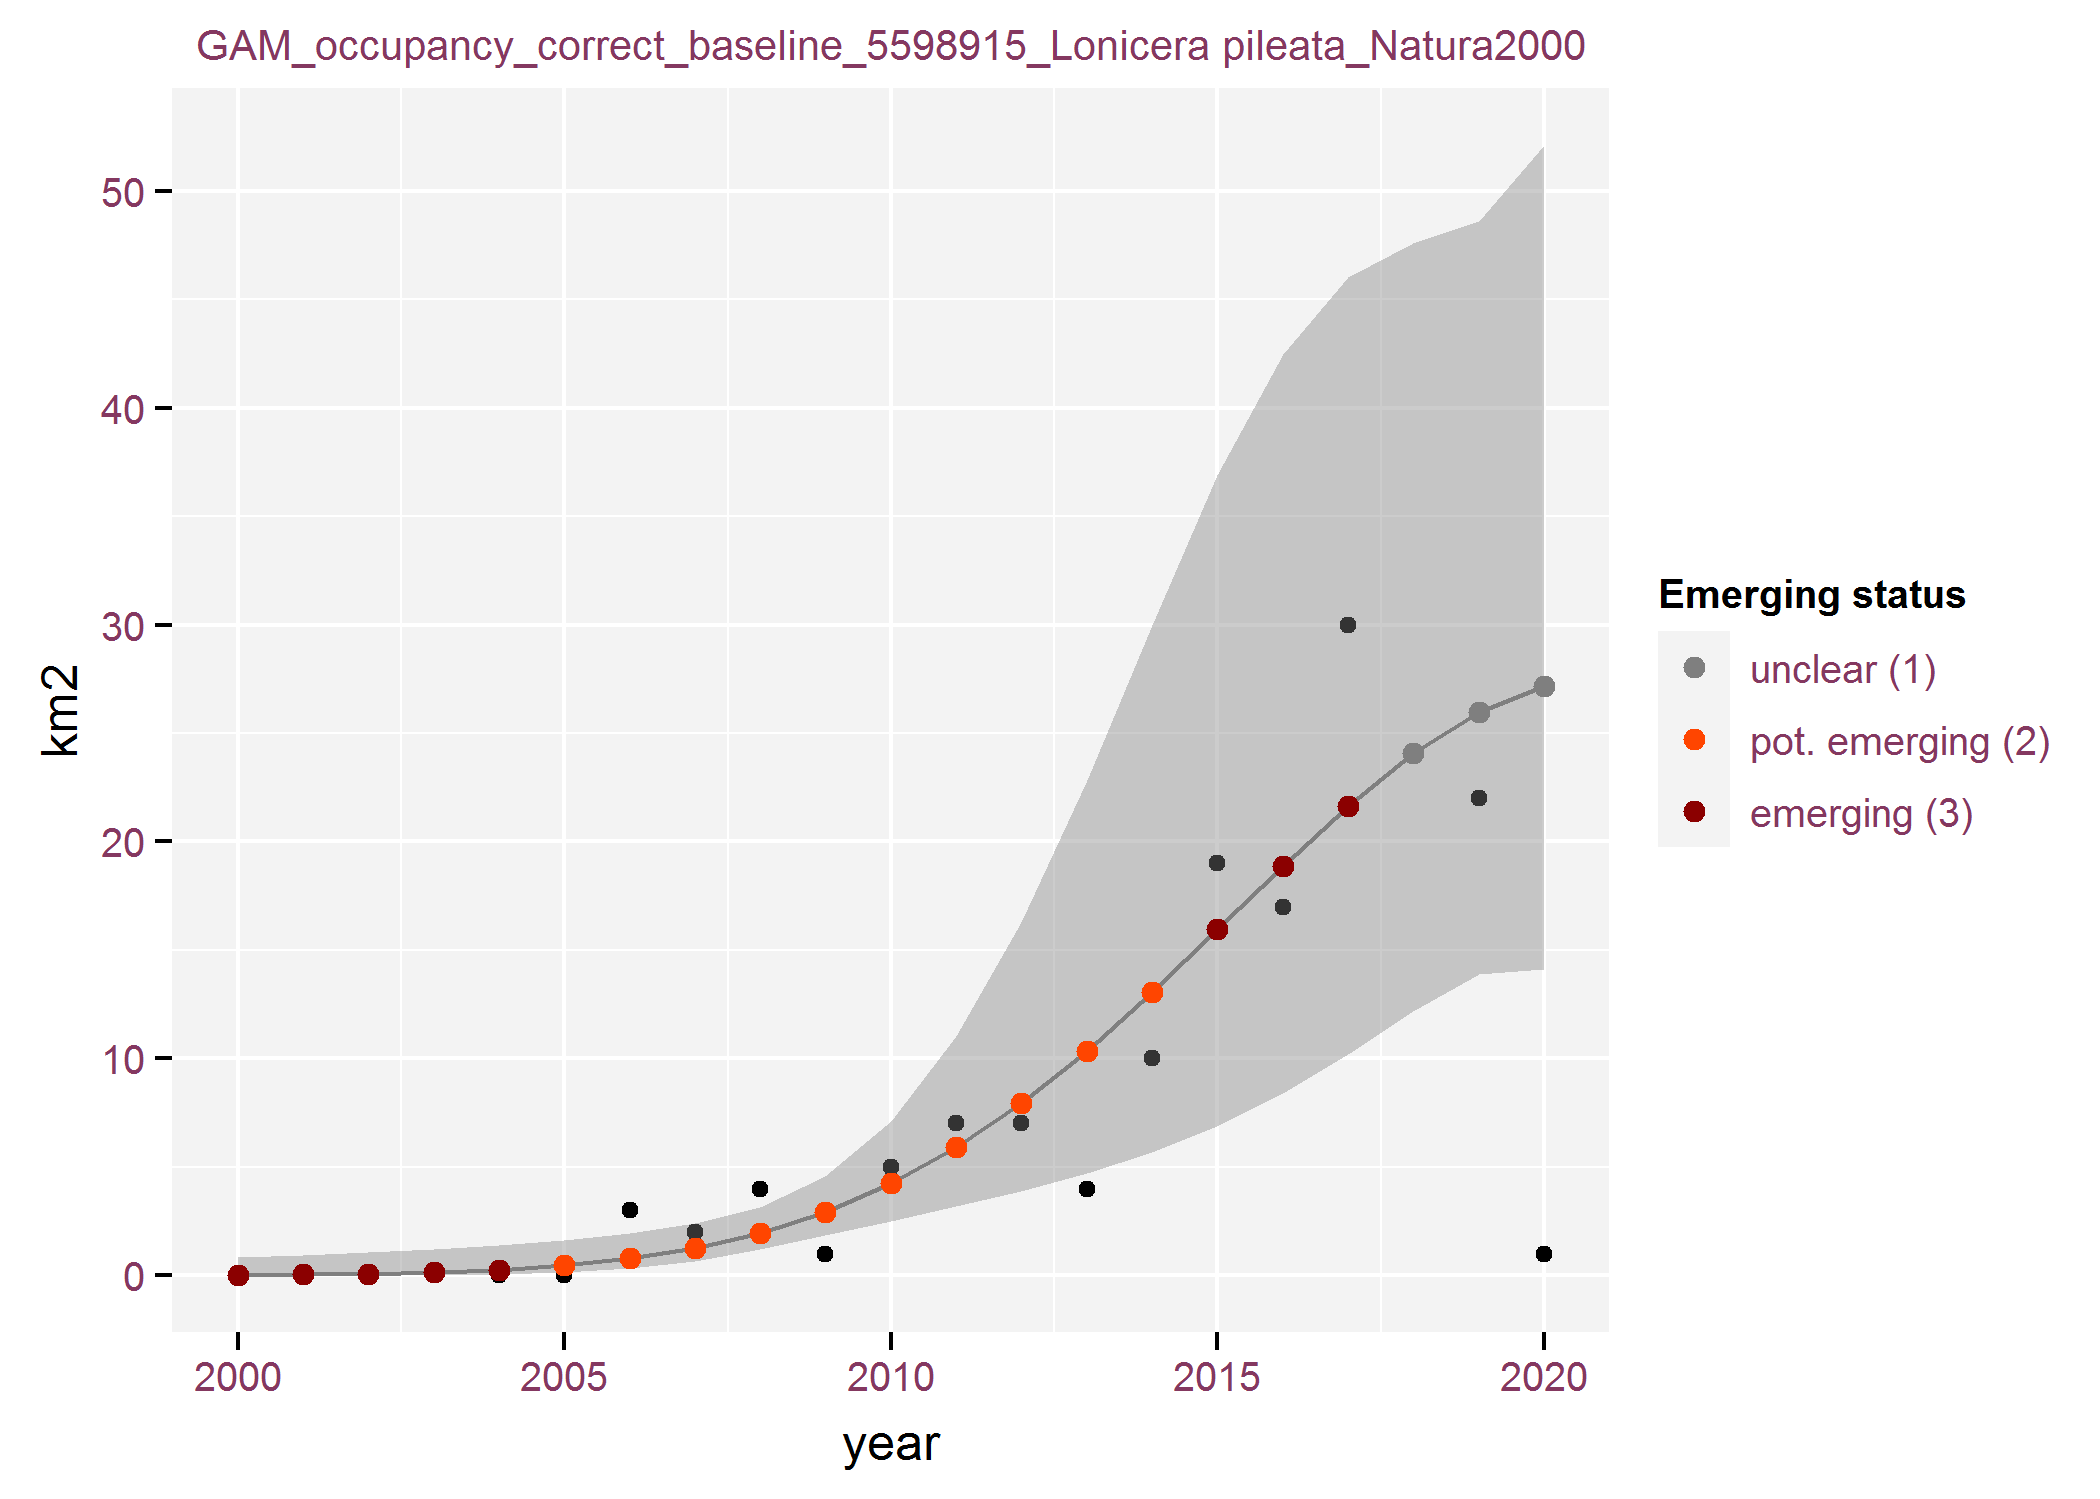 GAM_occupancy_correct_baseline_5598915_Lonicera pileata_Natura2000
50
40
30
20
10
0
km2
2000 2005 2010 2015 2020
year
Emerging status
unclear (1)
pot. emerging (2)
emerging (3)